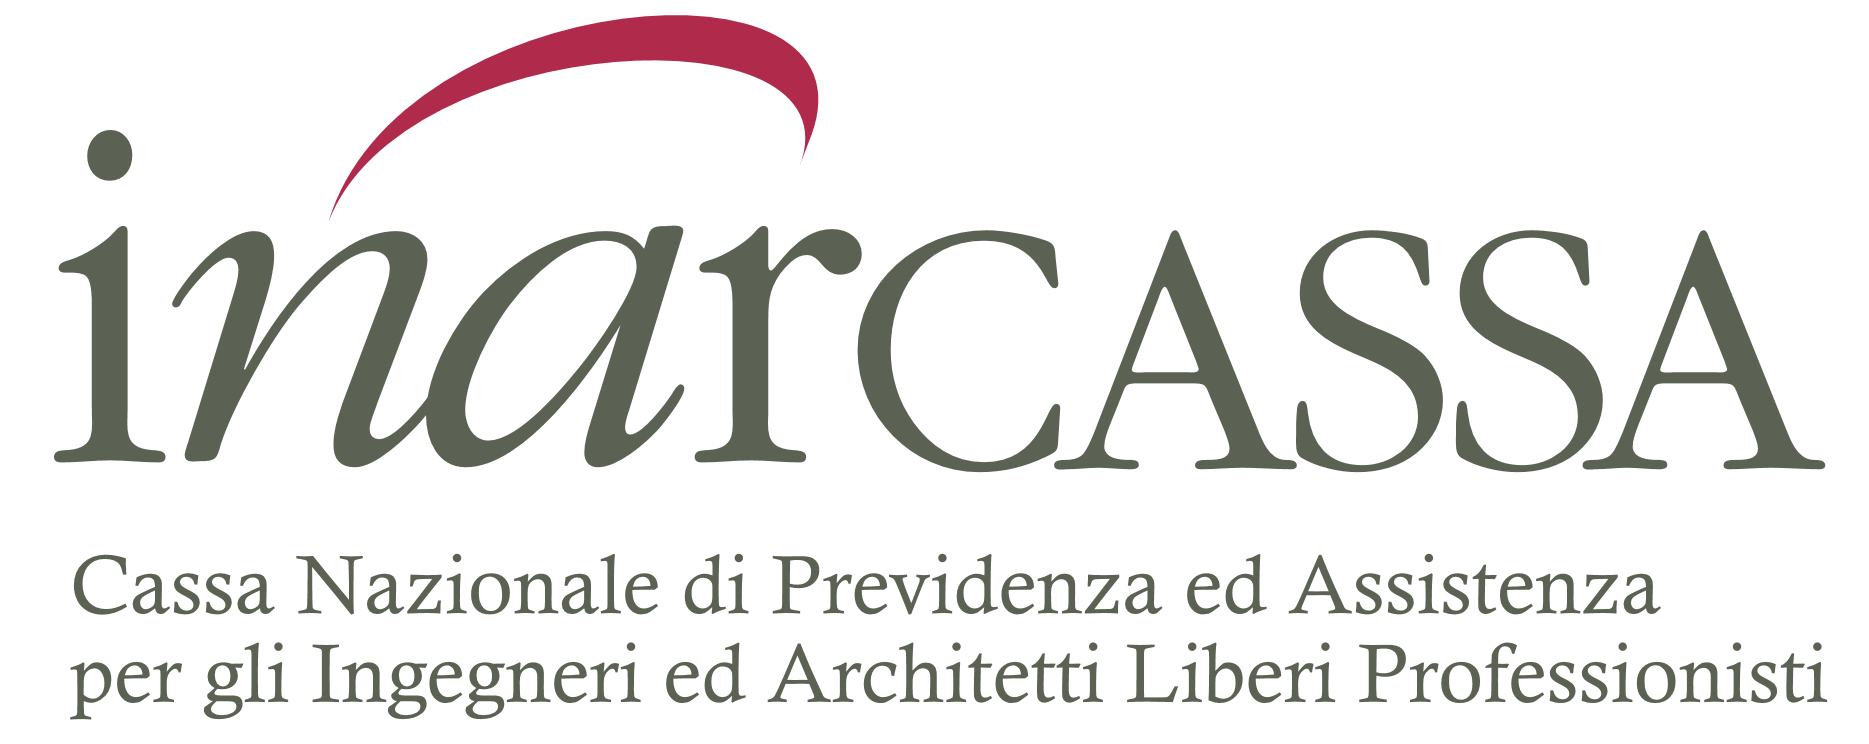 inarCASSA
Cassa Nazionale di Previdenza ed Assistenza
per gli Ingegneri ed Architetti Liberi Professionisti